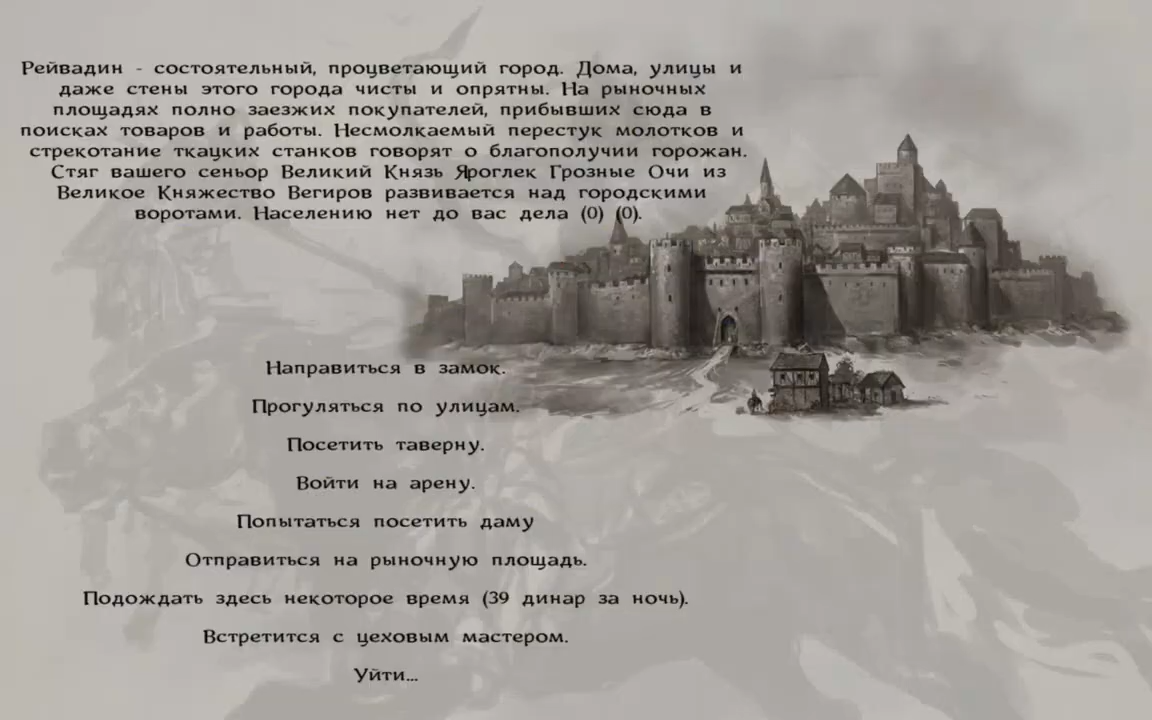 Рейвадин - состоятельный, процветающий город. Дома, улицы и
даже стены этого города чисты и опрятны. На рыночных
площадях полно заезжих покупателей, прибывших сюда в
поисках товаров и работы. Несмолкаемый перестук молотков и
стрекотание ткацких станков говорят о благополучии горожан.
Стяг вашего сеньор Великий Князь Яроглек Грозные Очи из
Великое Княжество Вегиров развивается над городскими
воротами. Населению нет до вас дела (0) (0).
Направиться в замок.
Прогуляться по улицам.
Посетить таверну.
Войти на арену.
Попытаться посетить даму
Отправиться на рыночную площадь.
Подождать здесь некоторое время (39 динар за ночь).
Встретится с цеховым мастером.
Уйти...